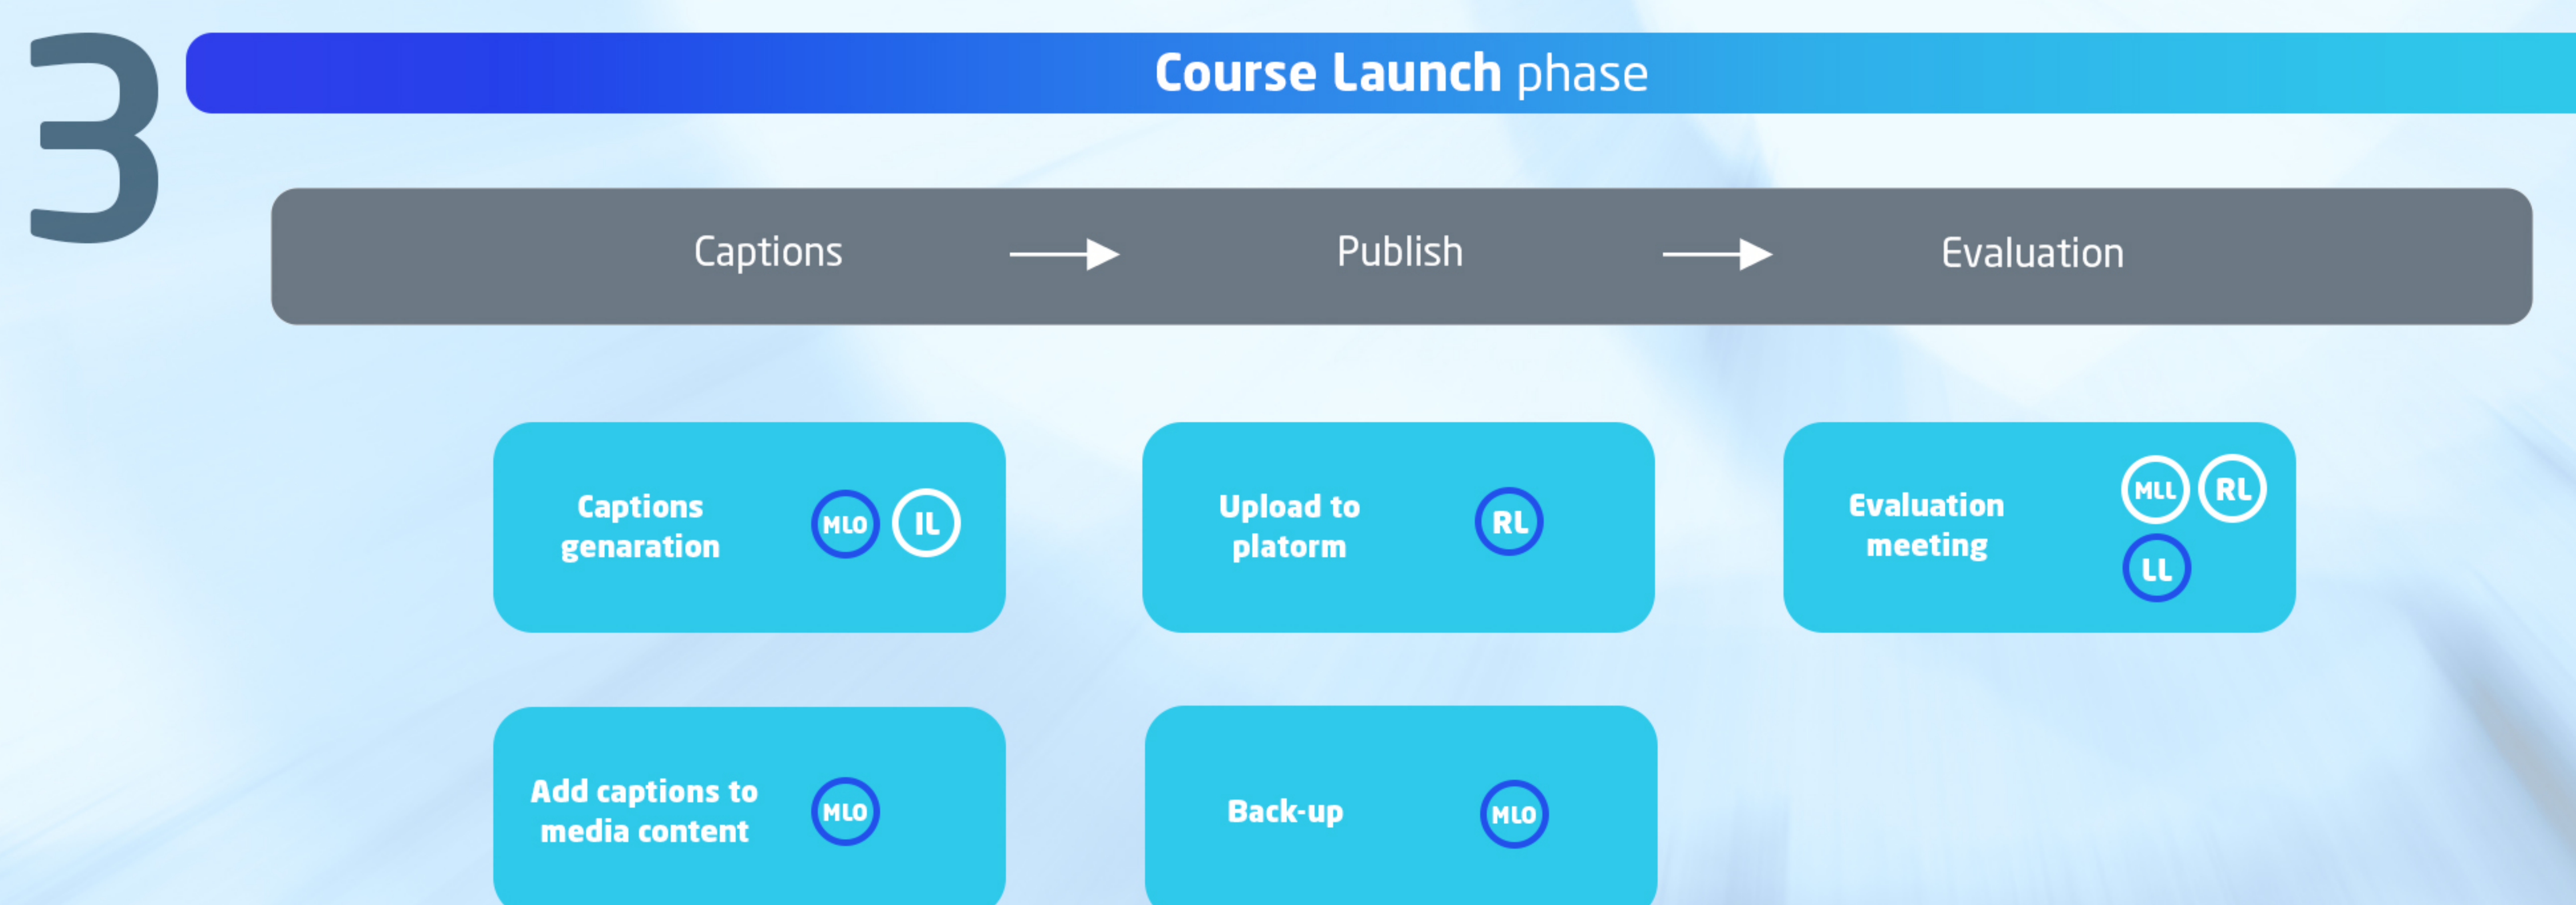 3
Course Launch phase
Captions
Publish
Evaluation
Captions
genaration
MLO
IL
Upload to
platorm
RL
Evaluation
meeting
MLL
RL
LL
Add captions to
media content
MLO
Back-up
MLO